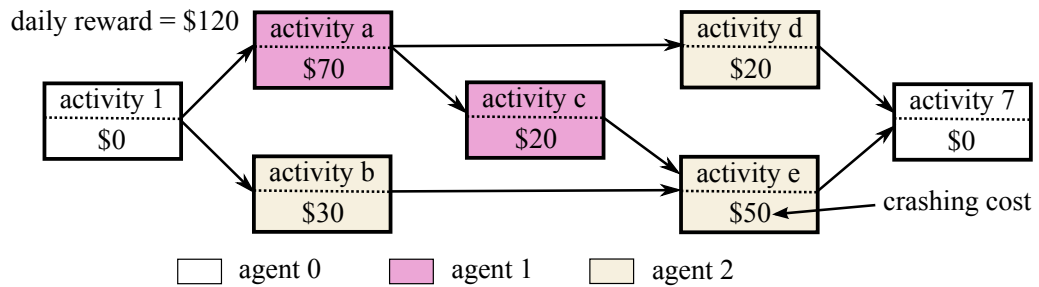 daily reward = $120
activity a
$70
activity d
$20
activity 1
$0
activity c
$20
activity 7
$0
activity b
$30
activity e
$50
crashing cost
agent 0
agent 1
agent 2